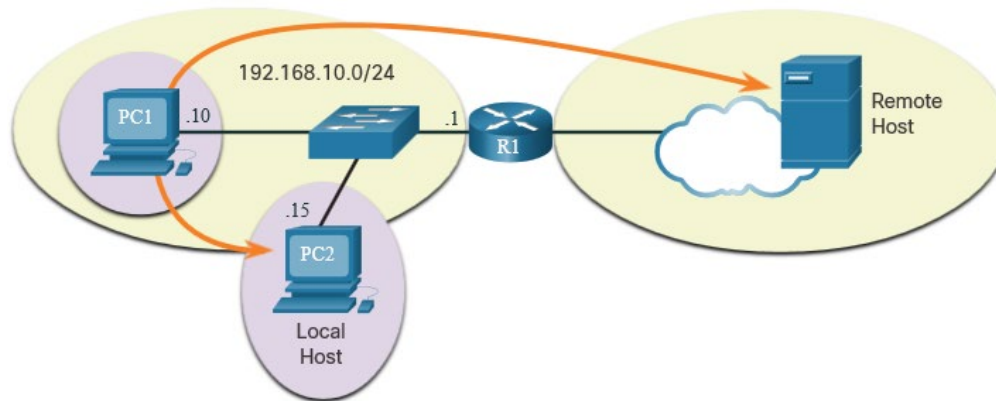 192.168.10.0/24
PC1
.10
.1
R1
Remote
Host
.15
PC2
Local
Host